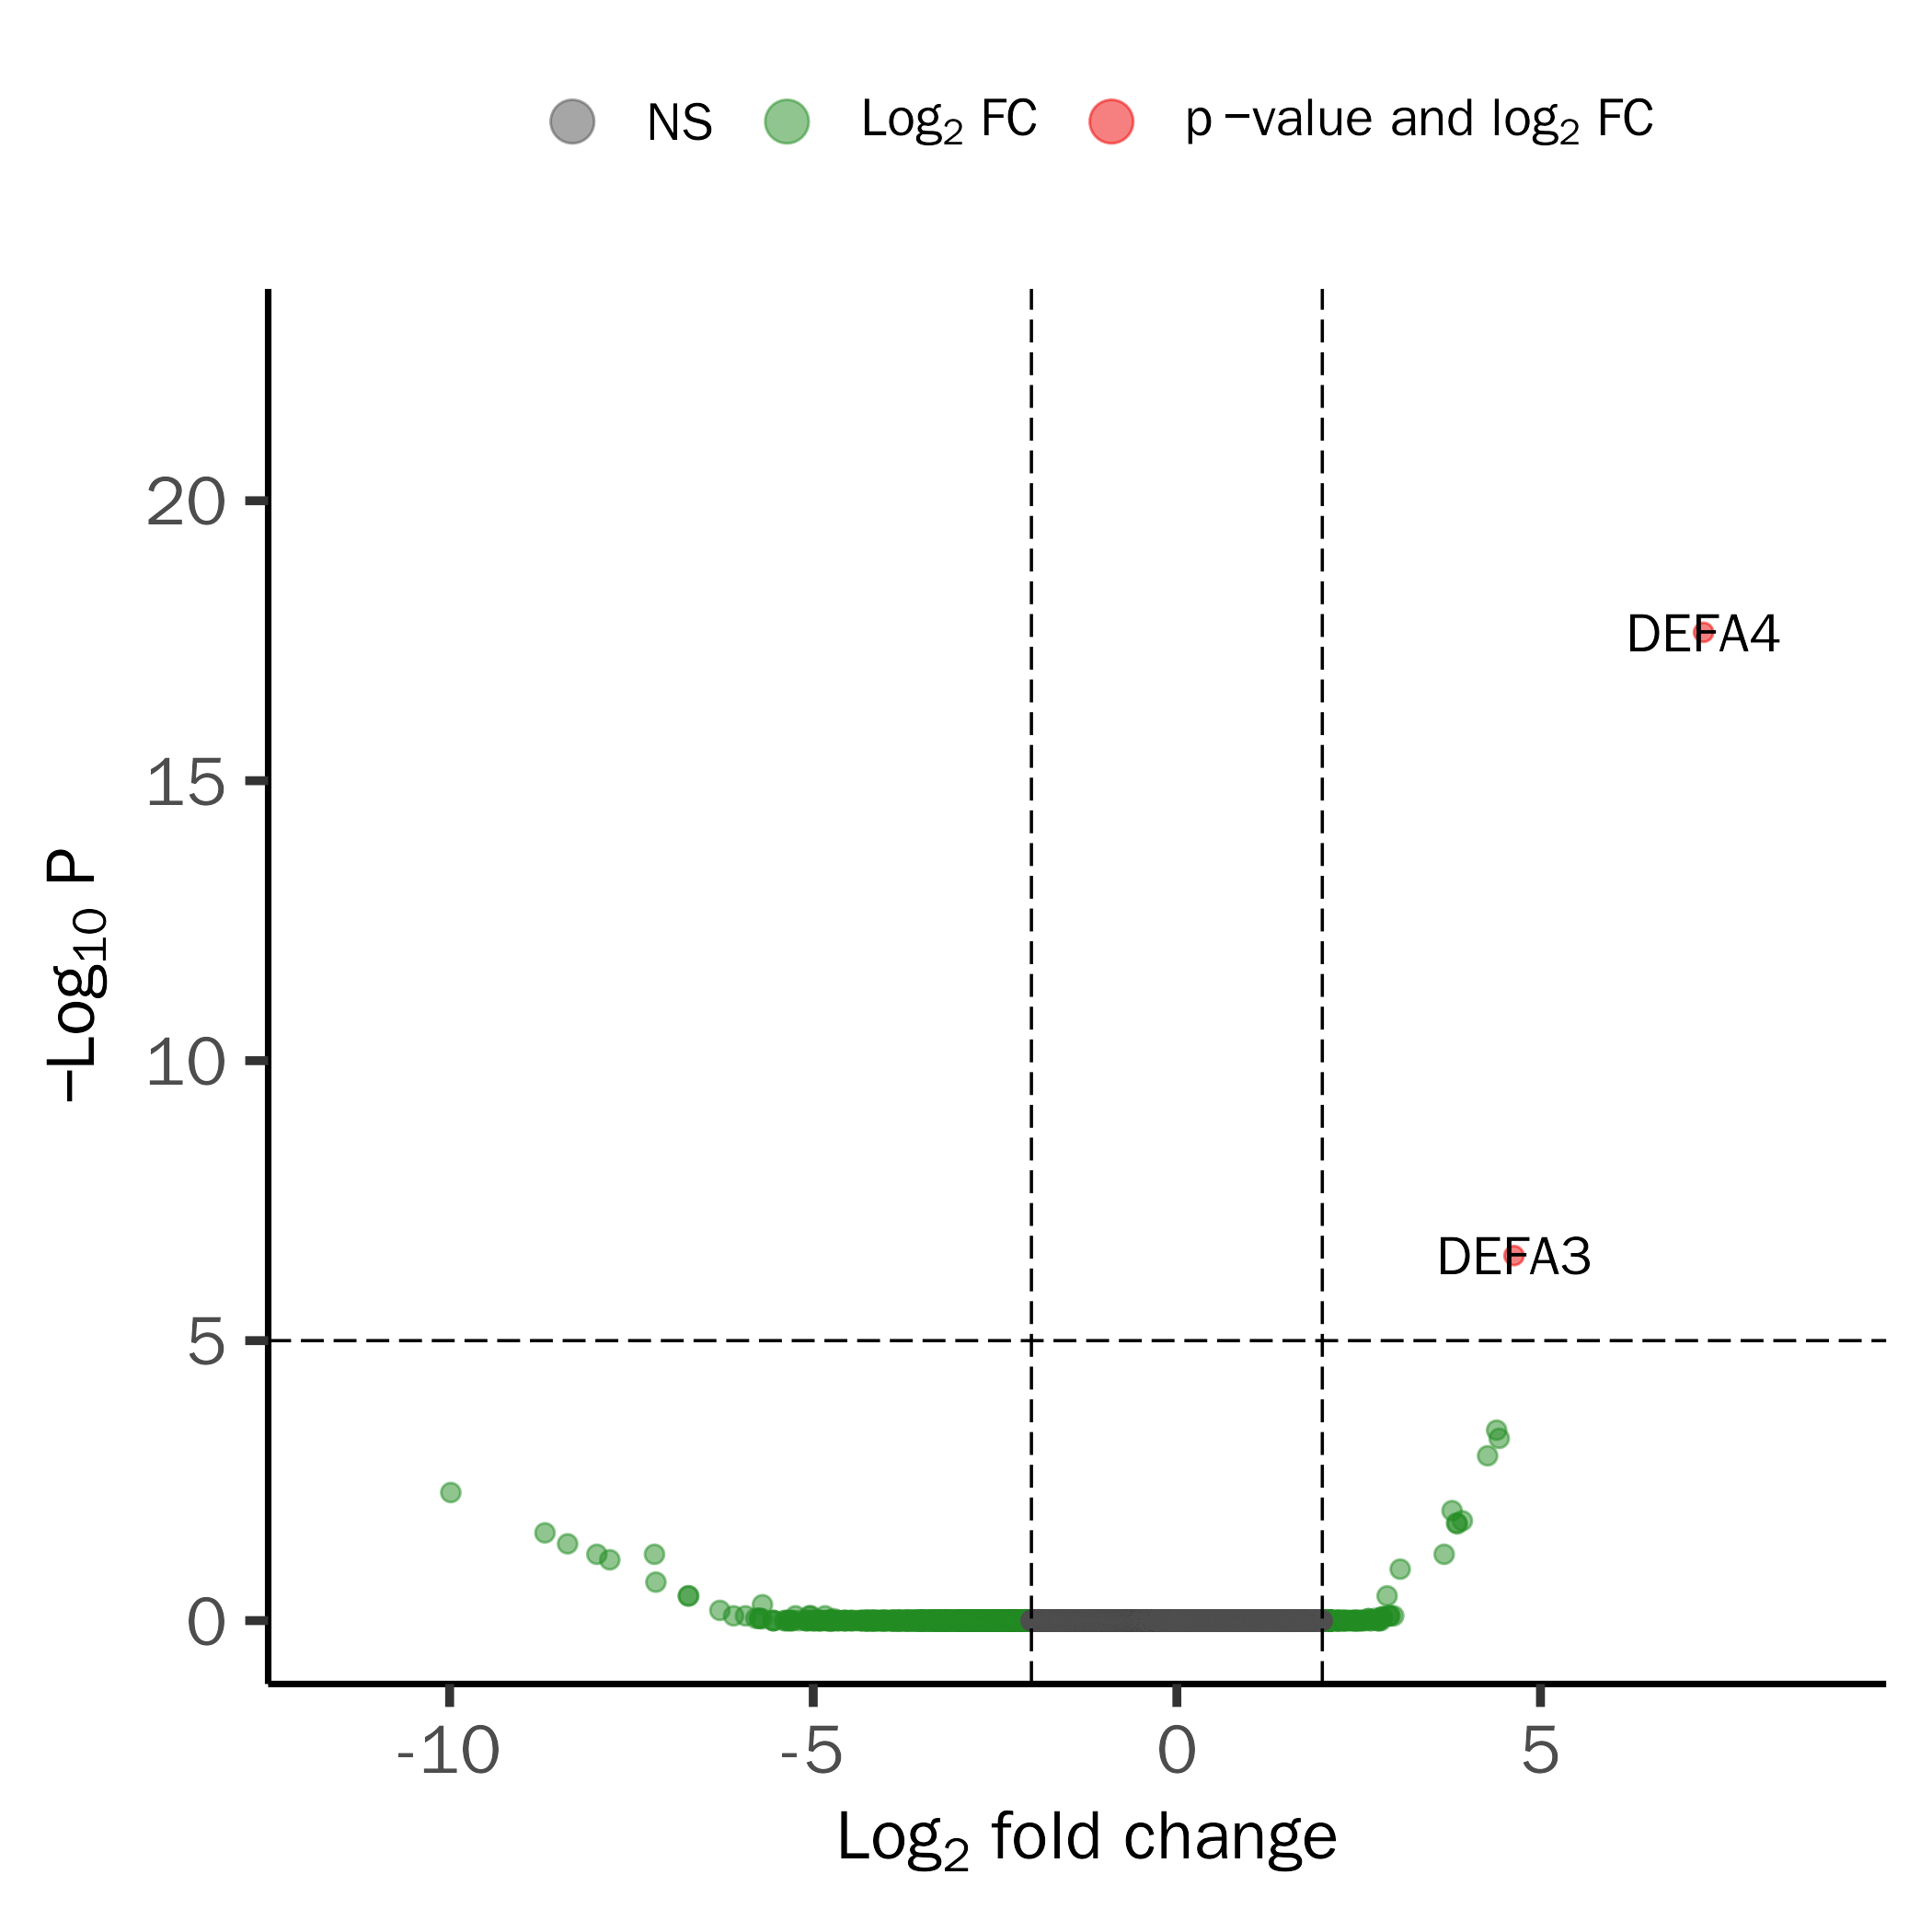 NS Log₂ FC p −value and log₂ FC
−Log₁₀ P
20
15
10
5
0
DEFA4
DEFA3
-10 -5 0 5
Log₂ fold change